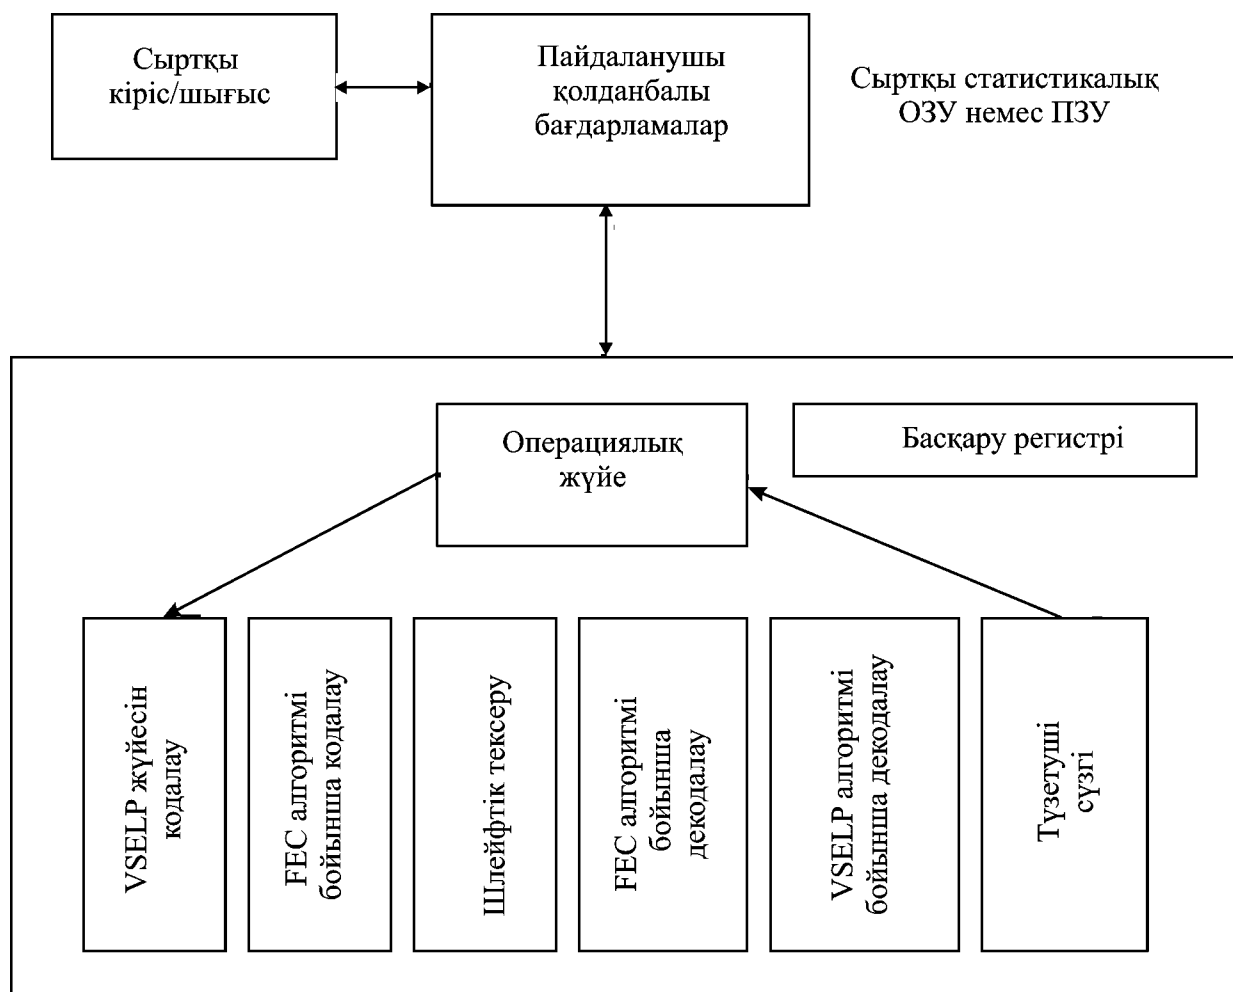 Сыртқы
кіріс/шығыс
Пайдаланушы
қолданбалы
бағдарламалар
Сыртқы статистикалық
ОЗУ немес ПЗУ
Операциялық
жүйе
Басқару регистрі
VSELP жүйесін
кодалау
FEC алгоритмі
бойынша кодалау
Шлейфтік тексеру
FEC алгоритмі
бойынша
декодалау
VSELP алгоритмі
бойынша декодалау
Түзетуші
сүзгі